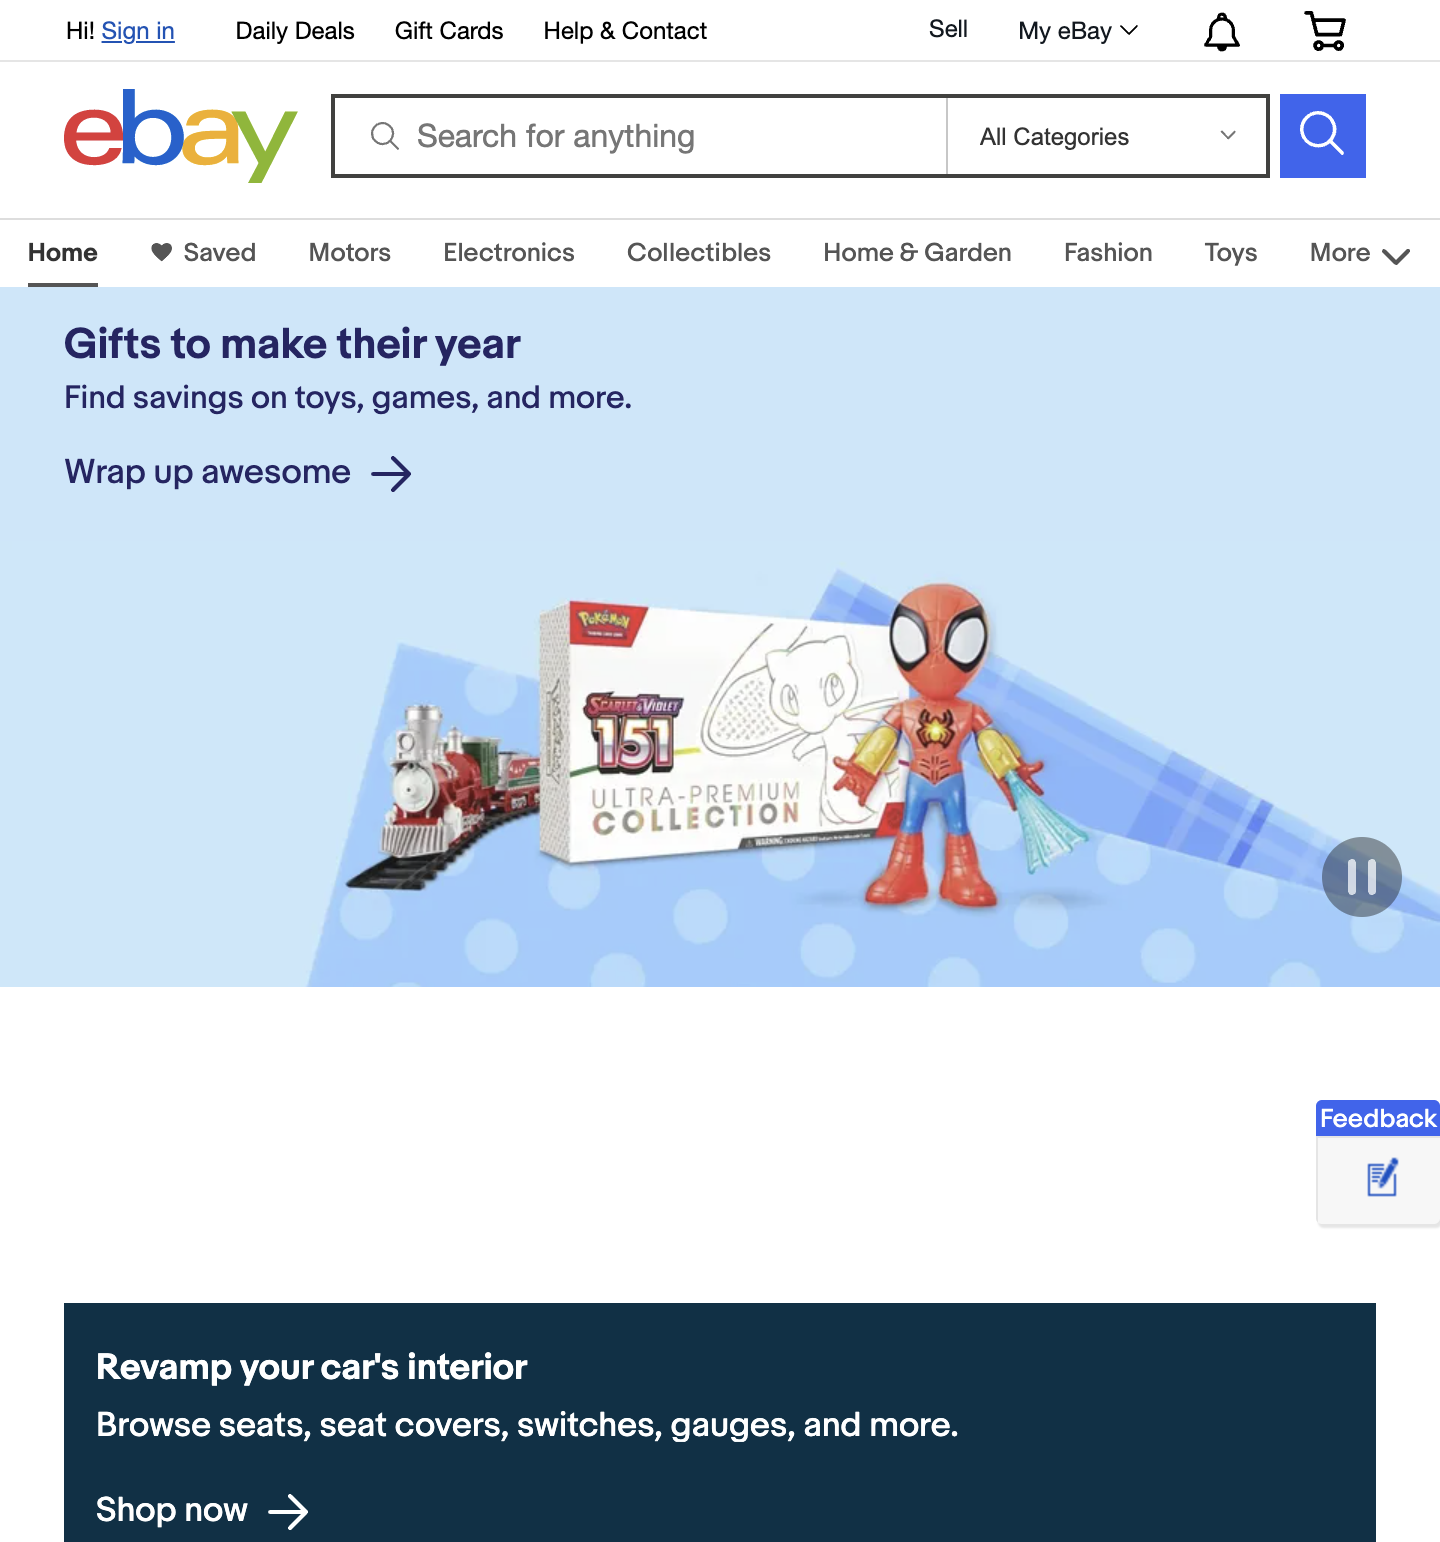 Hi! Sign in
Daily Deals
Gift Cards
Help & Contact
Sell
My eBay
ebay
Search for anything
All Categories
Home
Saved
Motors
Electronics
Collectibles
Home & Garden
Fashion
Toys
More
Gifts to make their year
Find savings on toys, games, and more.
Wrap up awesome
Pokémon
SCARLET & VIOLET
151
ULTRA-PREMIUM
COLLECTION
WARNING
Feedback
Revamp your car's interior
Browse seats, seat covers, switches, gauges, and more.
Shop now